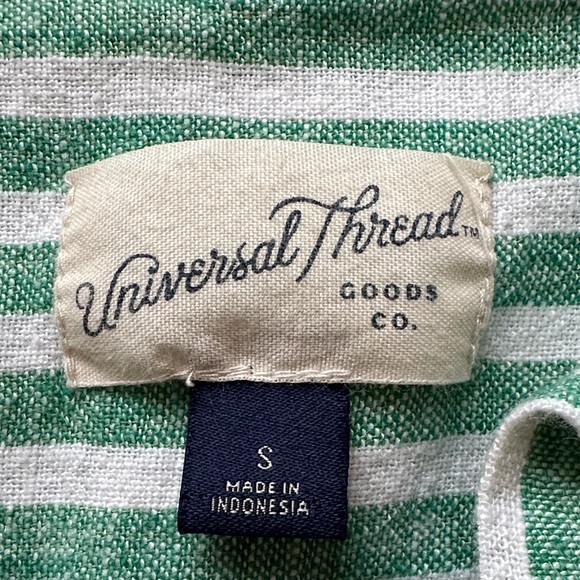 Universal Thread™
GOODS
CO.
S
MADE IN
INDONESIA